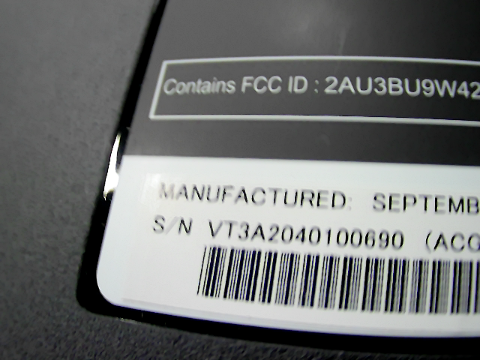 Contains FCC ID : 2AU3BU9W42
MANUFACTURED: SEPTEMB
S/N VT3A2040100690 (ACG